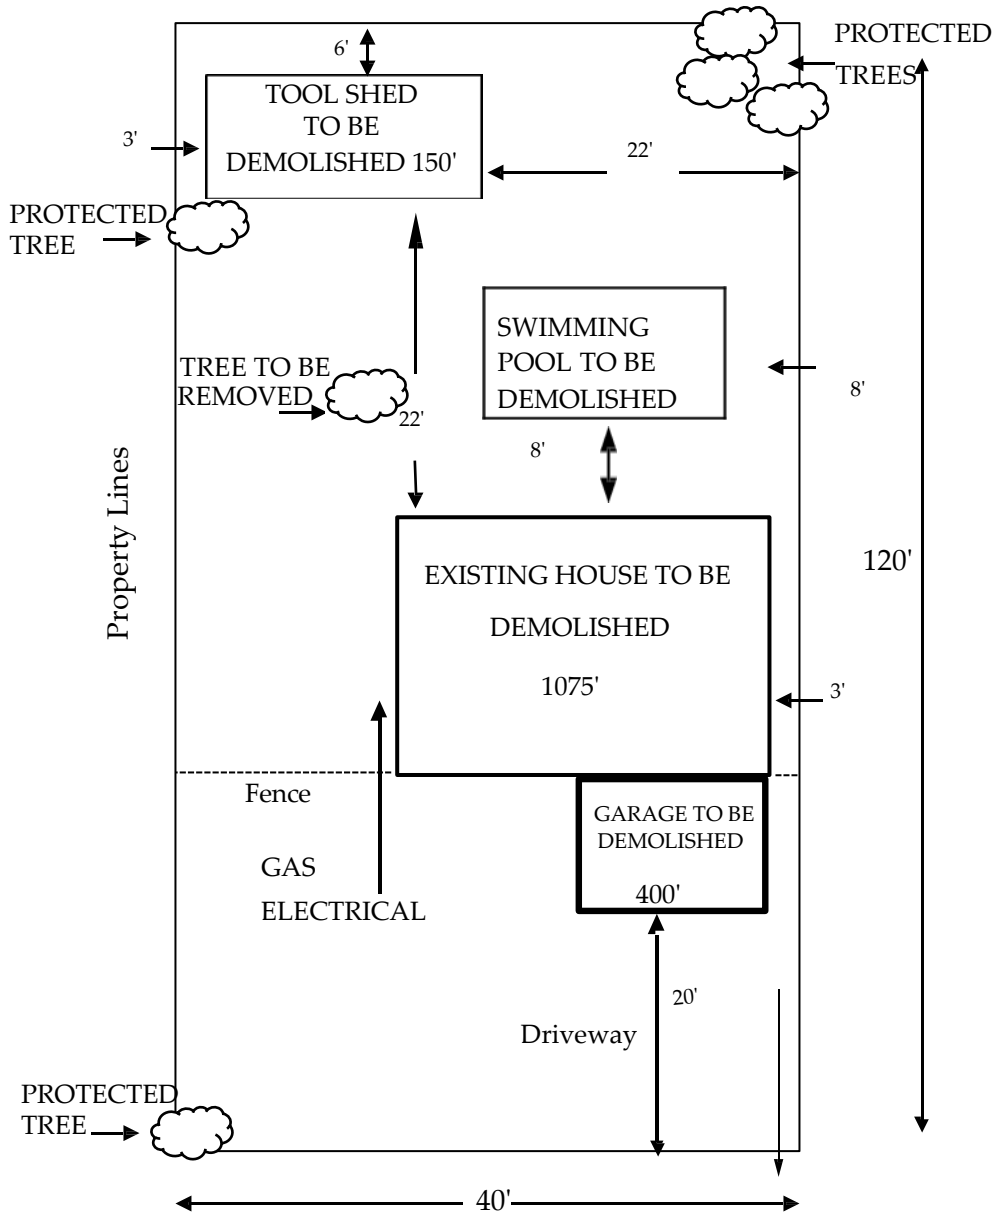 PROTECTED
TREES
6'
TOOL SHED
TO BE
DEMOLISHED 150'
3'
22'
PROTECTED
TREE
SWIMMING
POOL TO BE
DEMOLISHED
TREE TO BE
REMOVED
22'
8'
8'
Property Lines
EXISTING HOUSE TO BE
DEMOLISHED
1075'
120'
3'
Fence
GARAGE TO BE
DEMOLISHED
400'
GAS
ELECTRICAL
20'
Driveway
PROTECTED
TREE
40'